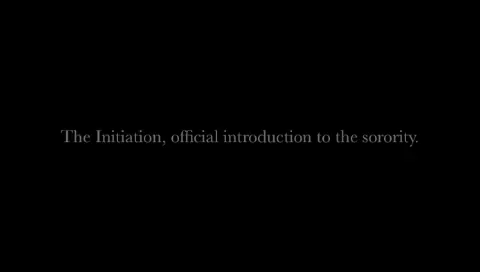 The Initiation, official introduction to the sorority.